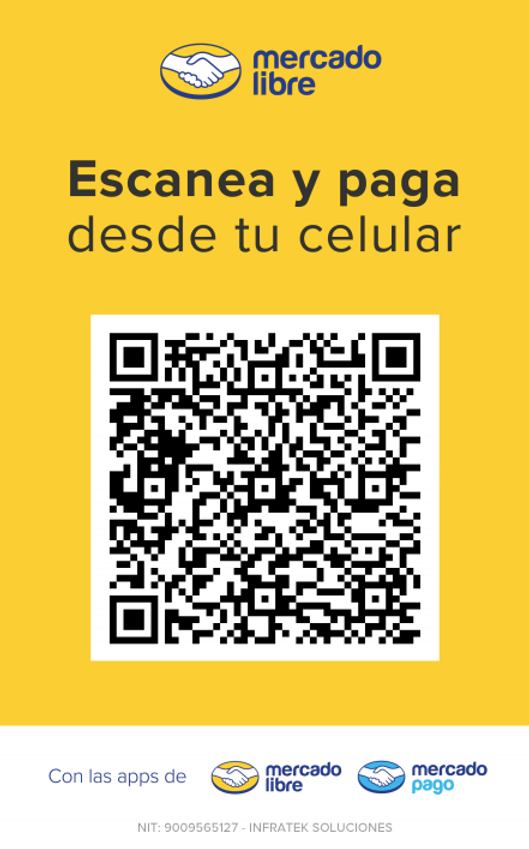 mercado
libre
Escanea y paga
desde tu celular
Con las apps de
mercado
libre
mercado
pago
NIT: 9009565127 - INFRATEK SOLUCIONES